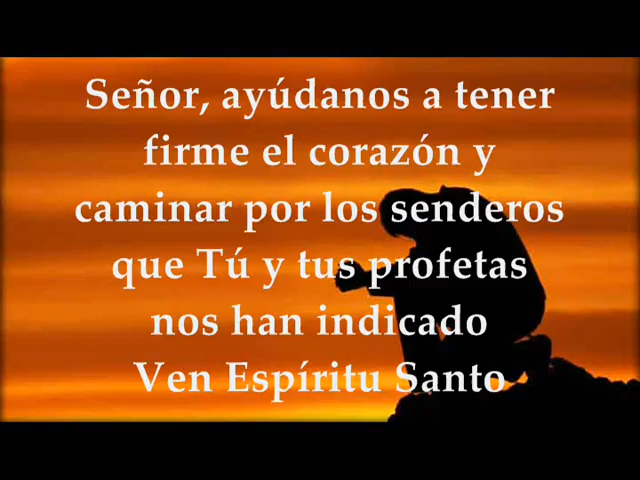 Señor, ayúdanos a tener
firme el corazón y
caminar por los senderos
que Tú y tus profetas
nos han indicado
Ven Espíritu Santo